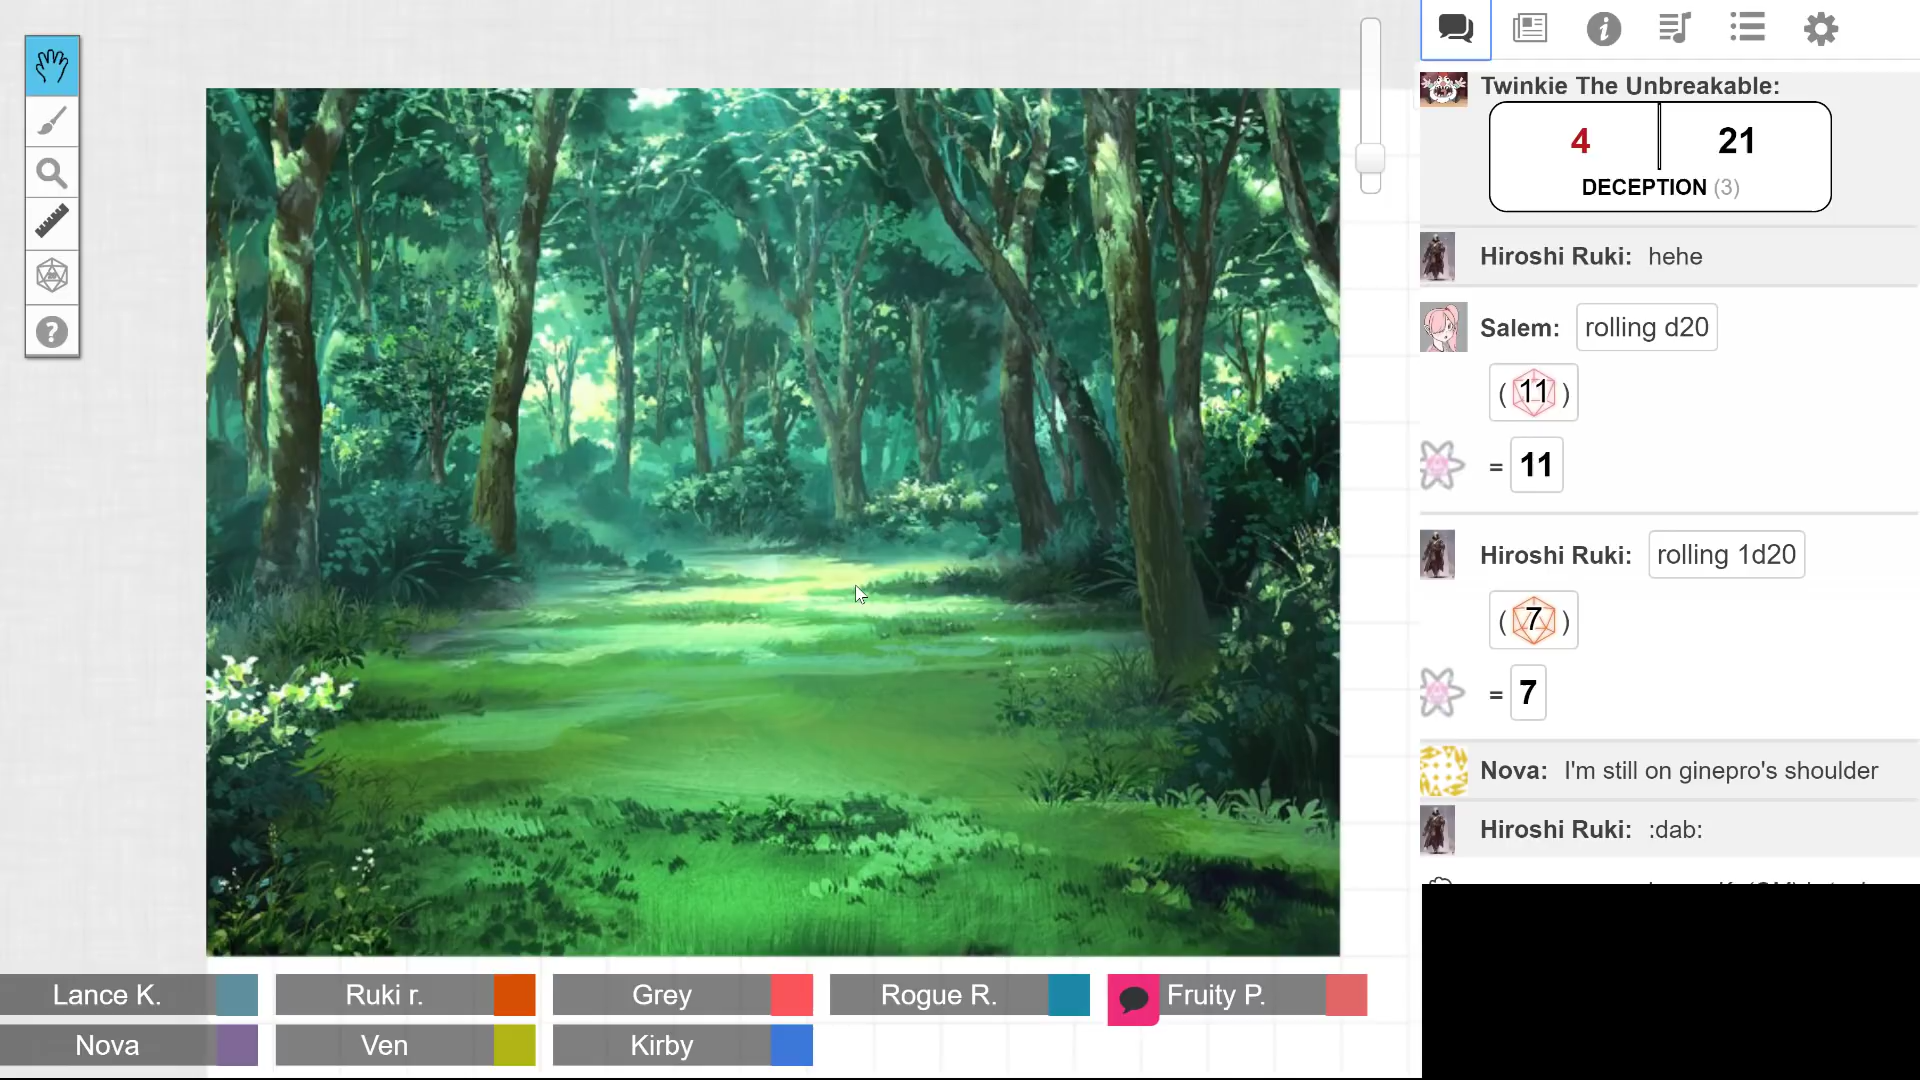 Twinkie The Unbreakable:
4 21
DECEPTION (3)
Hiroshi Ruki: hehe
Salem: rolling d20
(11)
= 11
Hiroshi Ruki: rolling 1d20
(7)
= 7
Nova: I'm still on ginepro's shoulder
Hiroshi Ruki: :dab:
Lance K. Ruki r. Grey Rogue R. Fruity P.
Nova Ven Kirby